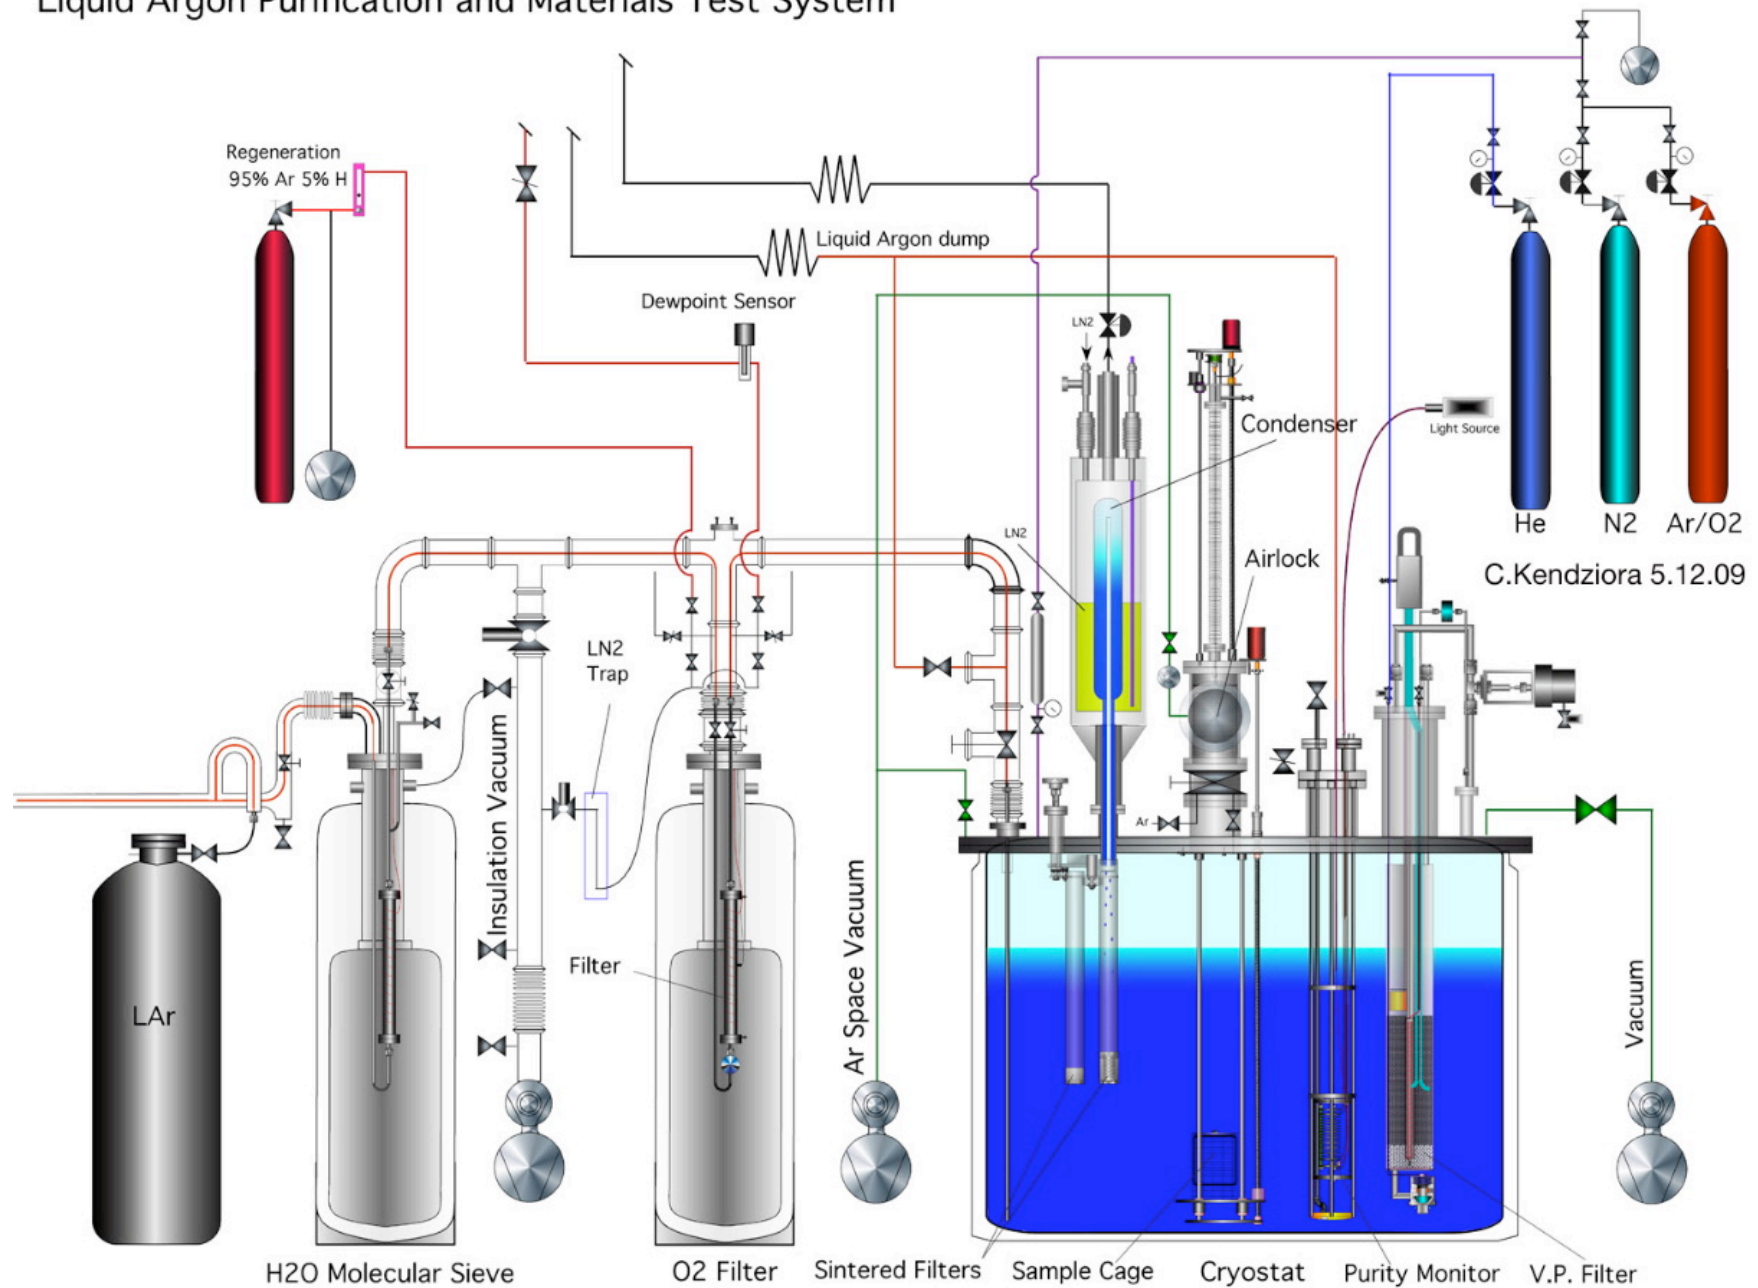 Liquid Argon Purification and Materials Test System
Regeneration
95% Ar 5% H
Liquid Argon dump
Dewpoint Sensor
LN2
Condenser
Light Source
He
N2
Ar/O2
LN2
Airlock
C.Kendziora 5.12.09
LN2
Trap
Insulation Vacuum
Ar
Filter
Ar Space Vacuum
Vacuum
LAr
H2O Molecular Sieve
O2 Filter
Sintered Filters
Sample Cage
Cryostat
Purity Monitor
V.P. Filter